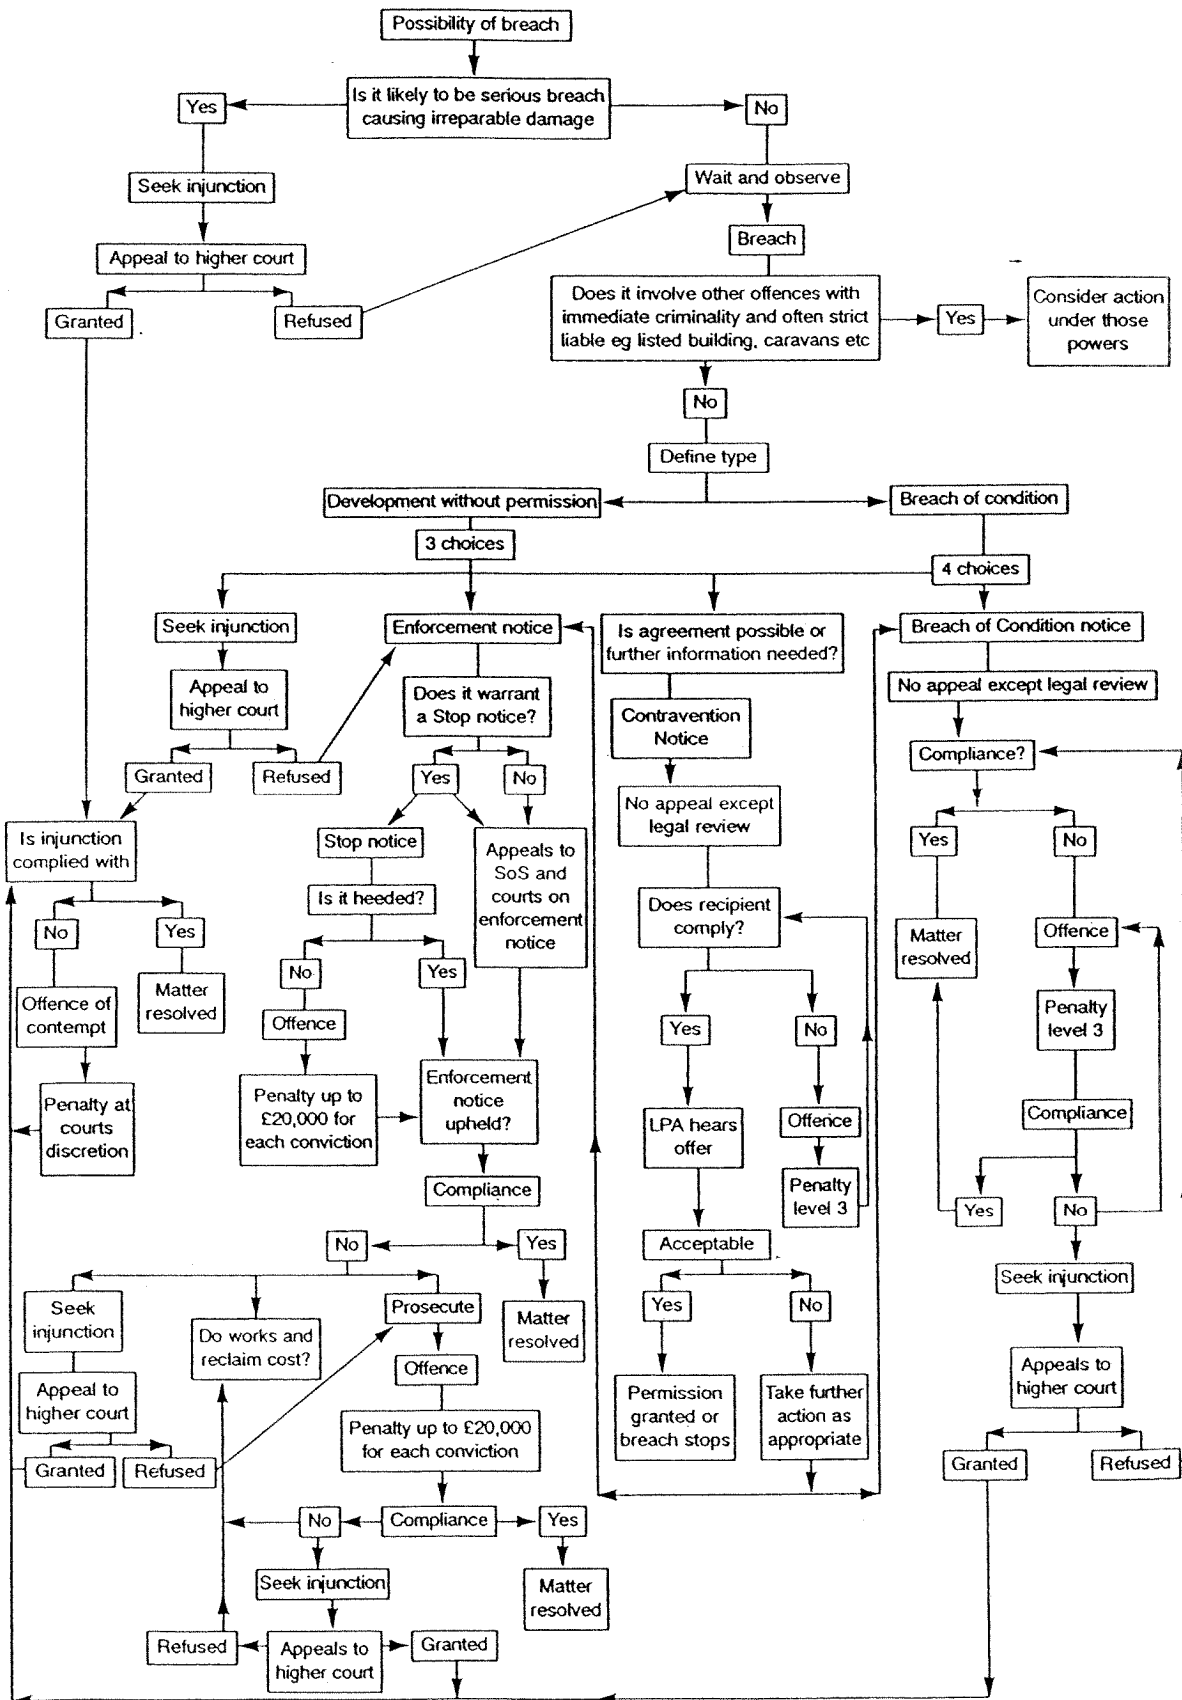 Possibility of breach
Is it likely to be serious breach
causing irreparable damage
Yes
No
Seek injunction
Wait and observe
Appeal to higher court
Breach
Granted
Refused
Does it involve other offences with
immediate criminality and often strict
liable eg listed building, caravans etc
Yes
Consider action
under those
powers
No
Define type
Development without permission
Breach of condition
3 choices
4 choices
Seek injunction
Enforcement notice
Is agreement possible or
further information needed?
Breach of Condition notice
Appeal to
higher court
Does it warrant
a Stop notice?
Contravention
Notice
No appeal except legal review
Granted
Refused
Yes
No
No appeal except
legal review
Compliance?
Is injunction
complied with
Stop notice
Appeals to
SoS and
courts on
enforcement
notice
Yes
No
Is it heeded?
Does recipient
comply?
No
Yes
No
Yes
Matter
resolved
Offence
Offence of
contempt
Matter
resolved
Offence
Yes
No
Penalty
level 3
Penalty at
courts
discretion
Penalty up to
£20,000 for
each conviction
Enforcement
notice
upheld?
LPA hears
offer
Offence
Compliance
Compliance
Penalty
level 3
Yes
No
No
Yes
Acceptable
Seek injunction
Seek
injunction
Do works and
reclaim cost?
Prosecute
Matter
resolved
Yes
No
Offence
Appeal to
higher court
Penalty up to £20,000
for each conviction
Permission
granted or
breach stops
Take further
action as
appropriate
Appeals to
higher court
Granted
Refused
Granted
Refused
No
Compliance
Yes
Seek injunction
Matter
resolved
Refused
Appeals to
higher court
Granted